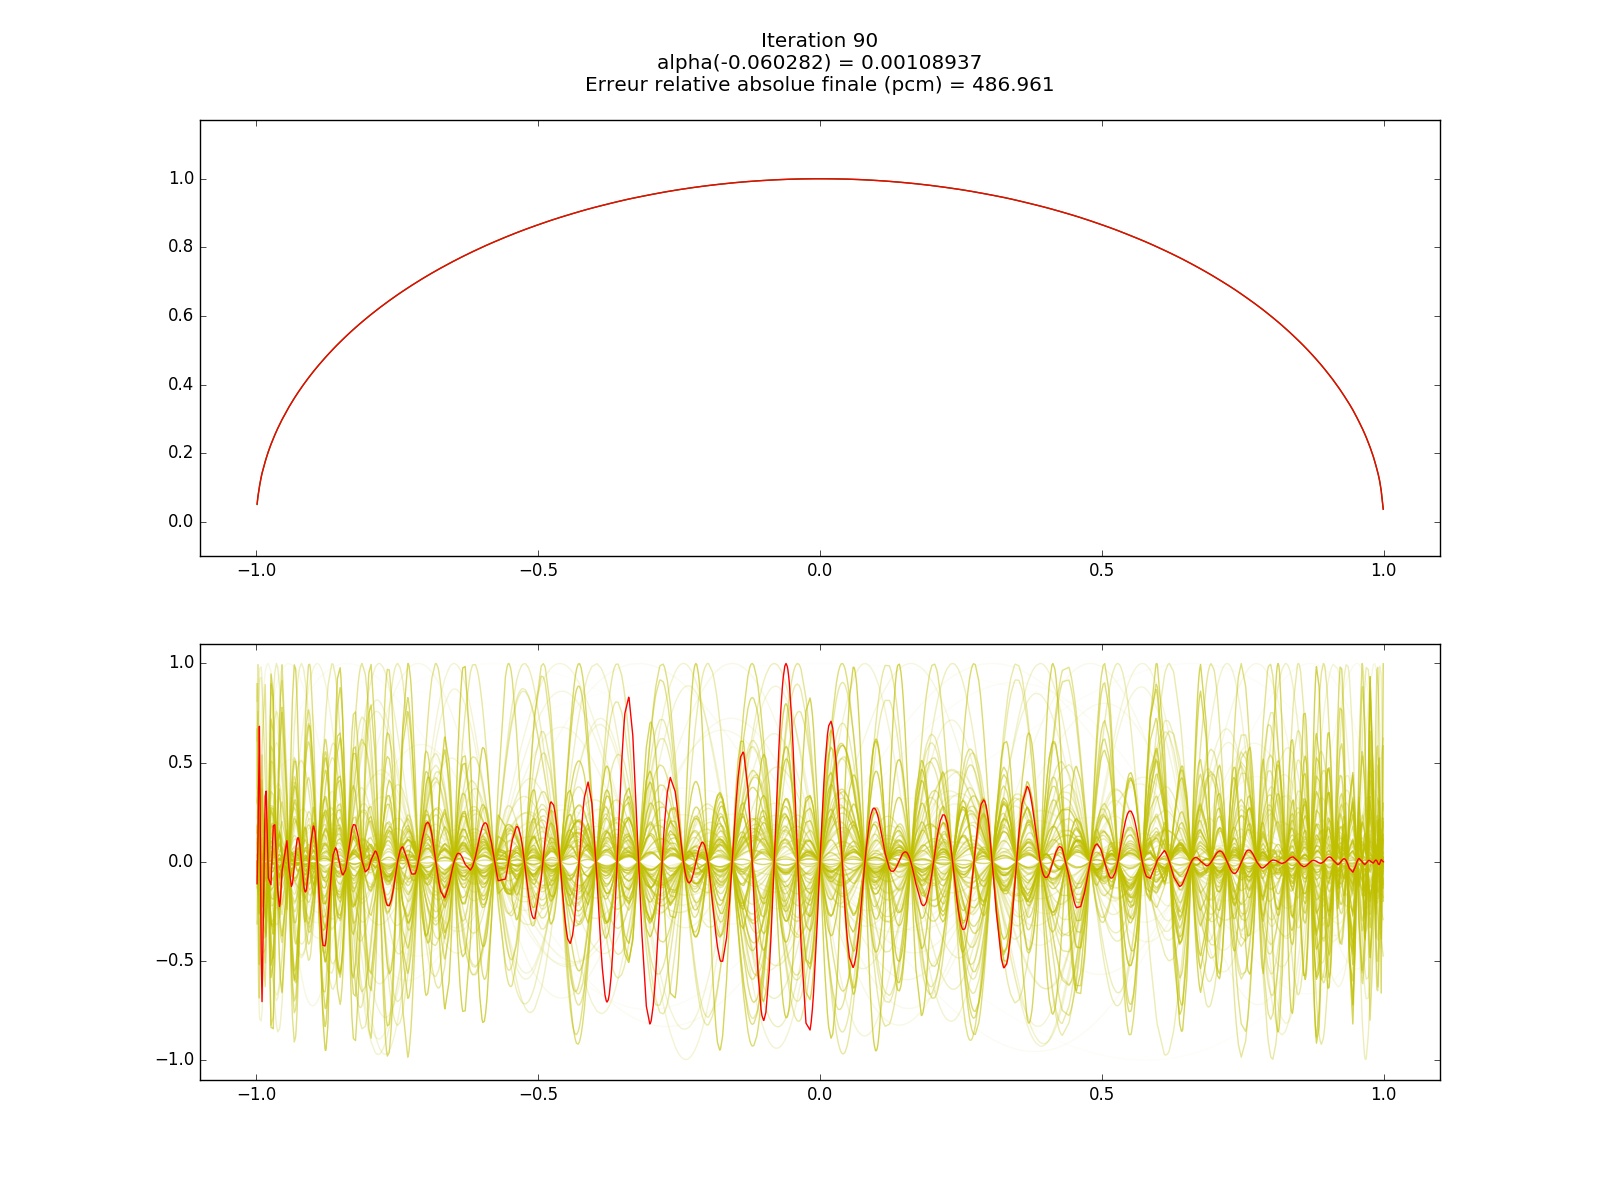 Iteration 90
alpha(-0.060282) = 0.00108937
Erreur relative absolue finale (pcm) = 486.961
1.0
0.8
0.6
0.4
0.2
0.0
−1.0 −0.5 0.0 0.5 1.0
1.0
0.5
0.0
−0.5
−1.0
−1.0 −0.5 0.0 0.5 1.0